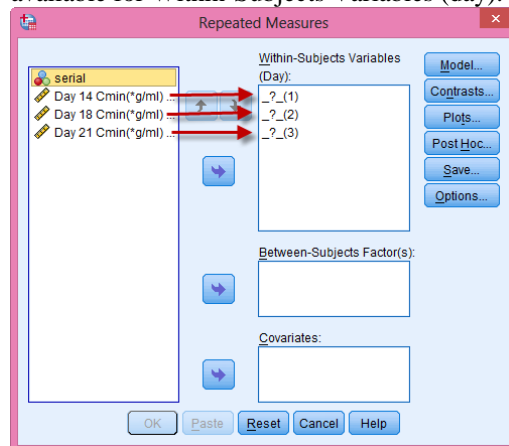 available for Within-Subjects Variables (day).
Repeated Measures
serial
Day 14 Cmin(*g/ml) ...
Day 18 Cmin(*g/ml) ...
Day 21 Cmin(*g/ml) ...
Within-Subjects Variables
(Day):
_?_(1)
_?_(2)
_?_(3)
Between-Subjects Factor(s):
Covariates:
Model...
Contrasts...
Plots...
Post Hoc...
Save...
Options...
OK Paste Reset Cancel Help